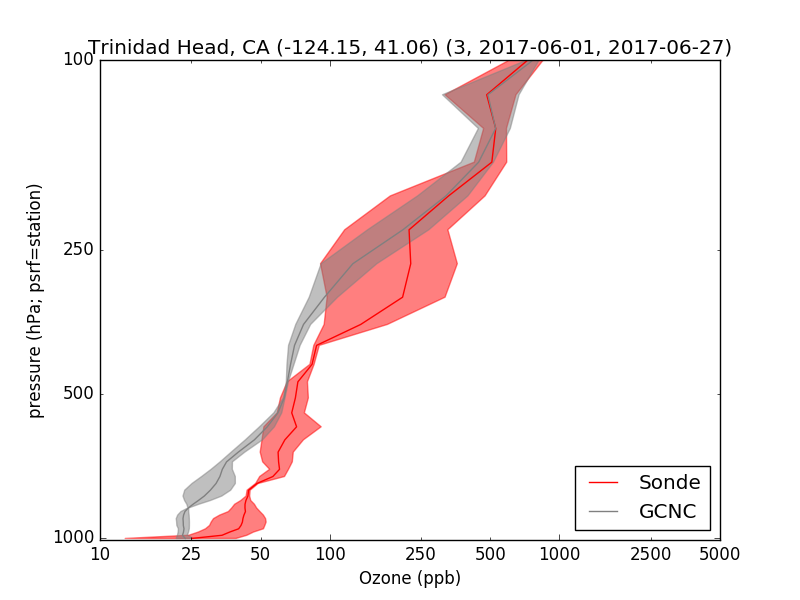 Trinidad Head, CA (-124.15, 41.06) (3, 2017-06-01, 2017-06-27)
100
250
500
1000
pressure (hPa; psrf=station)
Sonde
GCNC
10 25 50 100 250 500 1000 2500 5000
Ozone (ppb)